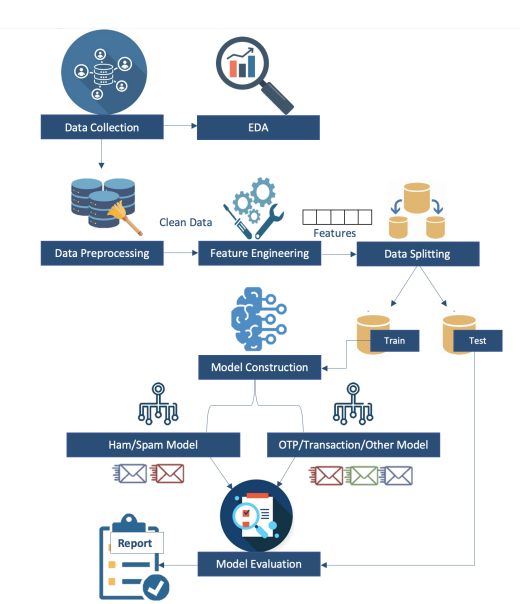 Data Collection
EDA
Clean Data
Features
Data Preprocessing
Feature Engineering
Data Splitting
Train
Test
Model Construction
Ham/Spam Model
OTP/Transaction/Other Model
Report
Model Evaluation